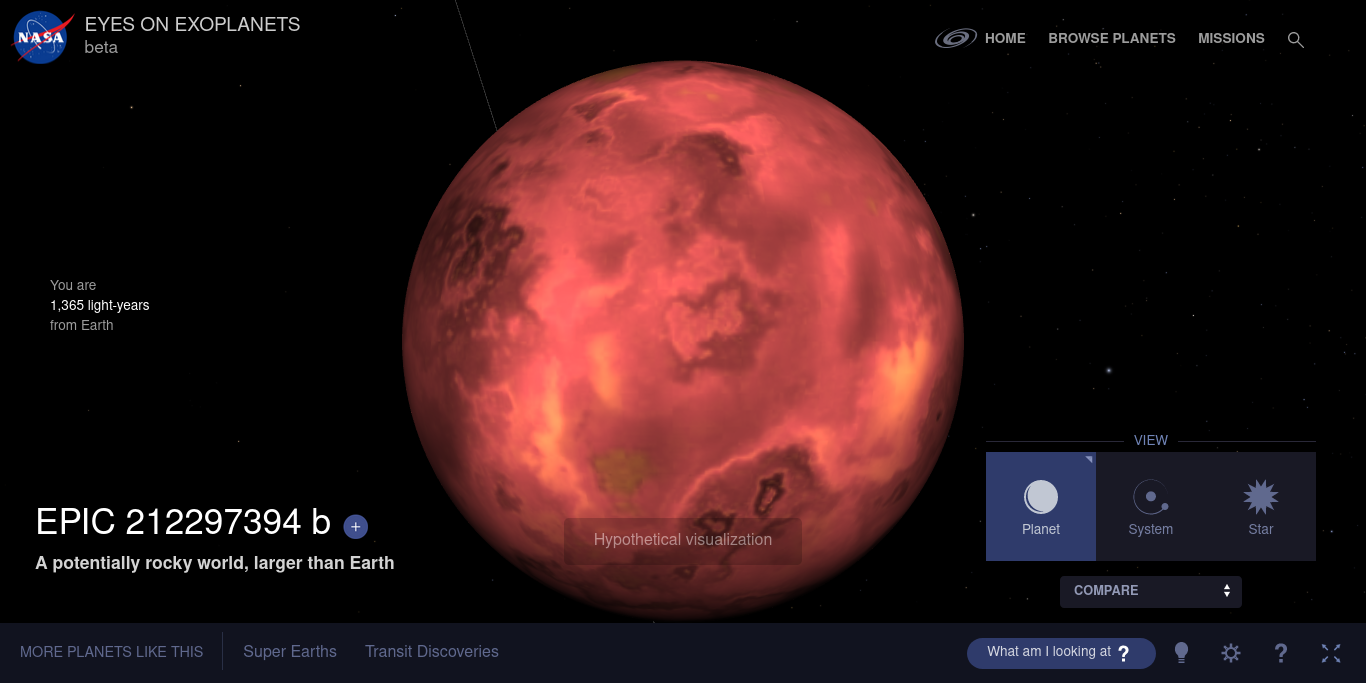 NASA
EYES ON EXOPLANETS
beta
HOME
BROWSE PLANETS
MISSIONS
You are
1,365 light-years
from Earth
EPIC 212297394 b +
A potentially rocky world, larger than Earth
Hypothetical visualization
VIEW
Planet
System
Star
COMPARE
MORE PLANETS LIKE THIS
Super Earths
Transit Discoveries
What am I looking at ?
?